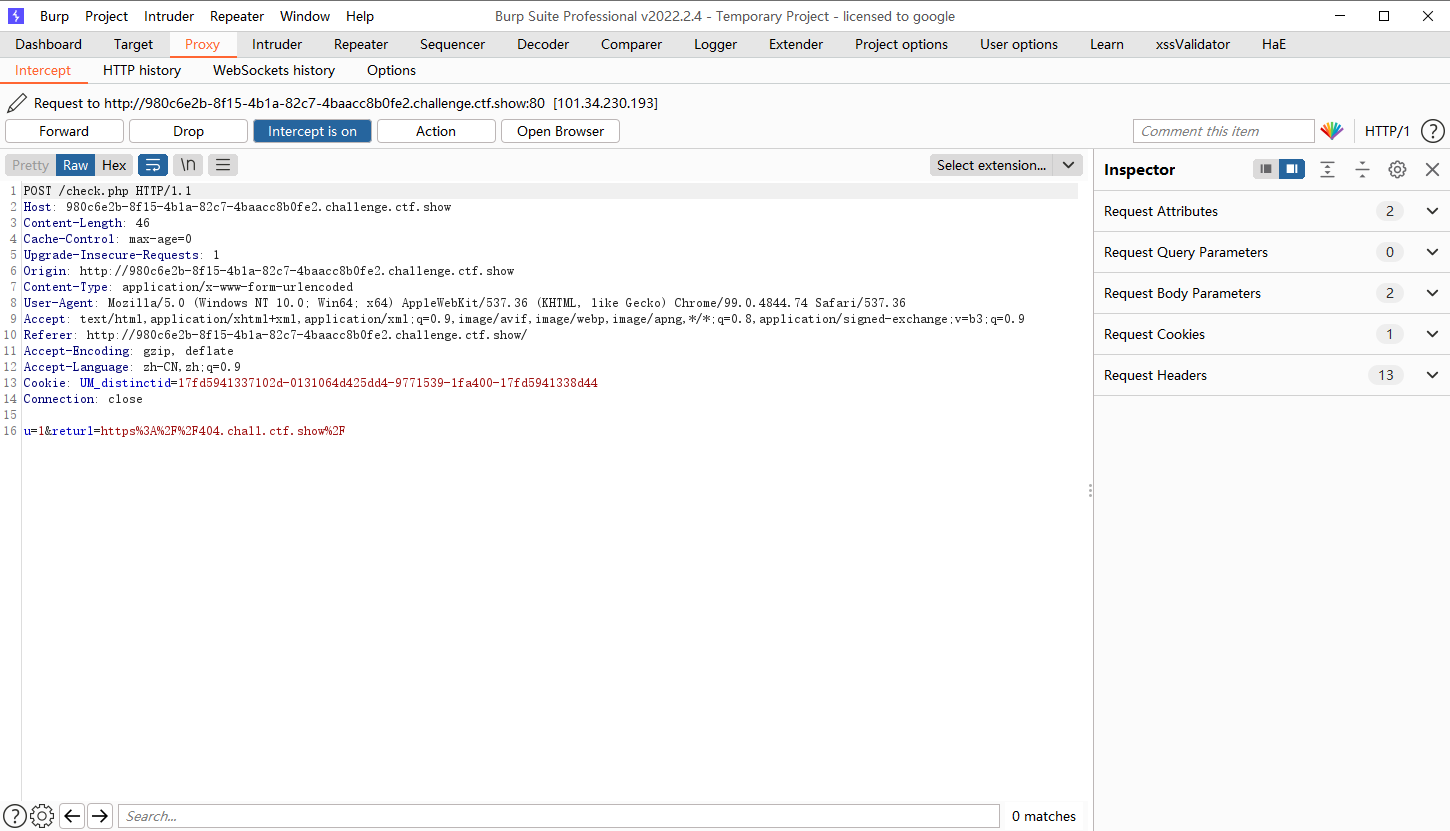 Burp Project Intruder Repeater Window Help Burp Suite Professional v2022.2.4 - Temporary Project - licensed to google
Dashboard Target Proxy Intruder Repeater Sequencer Decoder Comparer Logger Extender Project options User options Learn xssValidator HaE
Intercept HTTP history WebSockets history Options
Request to http://980c6e2b-8f15-4b1a-82c7-4baacc8b0fe2.challenge.ctf.show:80 [101.34.230.193]
Forward Drop Intercept is on Action Open Browser Comment this item HTTP/1 ?
Pretty Raw Hex \n Select extension...
1 POST /check.php HTTP/1.1
2 Host: 980c6e2b-8f15-4b1a-82c7-4baacc8b0fe2.challenge.ctf.show
3 Content-Length: 46
4 Cache-Control: max-age=0
5 Upgrade-Insecure-Requests: 1
6 Origin: http://980c6e2b-8f15-4b1a-82c7-4baacc8b0fe2.challenge.ctf.show
7 Content-Type: application/x-www-form-urlencoded
8 User-Agent: Mozilla/5.0 (Windows NT 10.0; Win64; x64) AppleWebKit/537.36 (KHTML, like Gecko) Chrome/99.0.4844.74 Safari/537.36
9 Accept: text/html,application/xhtml+xml,application/xml;q=0.9,image/avif,image/webp,image/apng,*/*;q=0.8,application/signed-exchange;v=b3;q=0.9
10 Referer: http://980c6e2b-8f15-4b1a-82c7-4baacc8b0fe2.challenge.ctf.show/
11 Accept-Encoding: gzip, deflate
12 Accept-Language: zh-CN,zh;q=0.9
13 Cookie: UM_distinctid=17fd5941337102d-0131064d425dd4-9771539-1fa400-17fd5941338d44
14 Connection: close
15
16 u=1&returl=https%3A%2F%2F404.chall.ctf.show%2F
Inspector
Request Attributes 2
Request Query Parameters 0
Request Body Parameters 2
Request Cookies 1
Request Headers 13
? Search... 0 matches